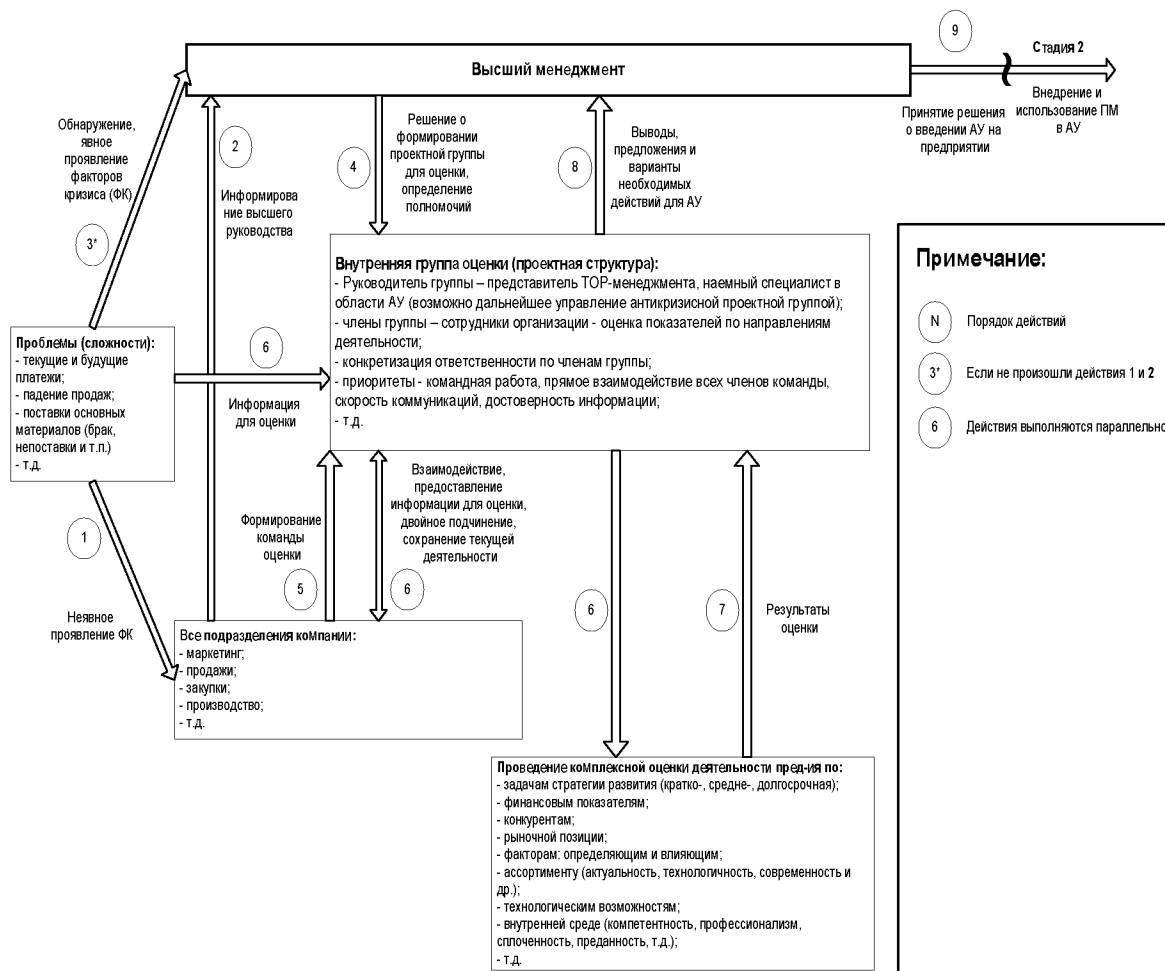 9
Стадия 2
Высший менеджмент
Принятие решения
о введении АУ на
предприятии
Внедрение и
использование ПМ
в АУ
Обнаружение,
явное
проявление
факторов
кризиса (ФК)
3*
2
Информирова
ние высшего
руководства
4
Решение о
формировании
проектной группы
для оценки,
определение
полномочий
8
Выводы,
предложения и
варианты
необходимых
действий для АУ
Внутренняя группа оценки (проектная структура):
- Руководитель группы – представитель TOP-менеджмента, наемный специалист в
области АУ (возможно дальнейшее управление антикризисной проектной группой);
- члены группы – сотрудники организации - оценка показателей по направлениям
деятельности;
- конкретизация ответственности по членам группы;
- приоритеты - командная работа, прямое взаимодействие всех членов команды,
скорость коммуникаций, достоверность информации;
- т.д.
Примечание:
N
Порядок действий
3*
Если не произошли действия 1 и 2
6
Действия выполняются параллельно
Проблемы (сложности):
- текущие и будущие
платежи;
- падение продаж;
- поставки основных
материалов (брак,
непоставки и т.п.)
- т.д.
6
Информация
для оценки
1
Неявное
проявление ФК
Формирование
команды
оценки
5
Взаимодействие,
предоставление
информации для оценки,
двойное подчинение,
сохранение текущей
деятельности
6
6
7
Результаты
оценки
Все подразделения компании:
- маркетинг;
- продажи;
- закупки;
- производство;
- т.д.
Проведение комплексной оценки деятельности пред-ия по:
- задачам стратегии развития (кратко-, средне-, долгосрочная);
- финансовым показателям;
- конкурентам;
- рыночной позиции;
- факторам: определяющим и влияющим;
- ассортименту (актуальность, технологичность, современность и
др.);
- технологическим возможностям;
- внутренней среде (компетентность, профессионализм,
сплоченность, преданность, т.д.);
- т.д.